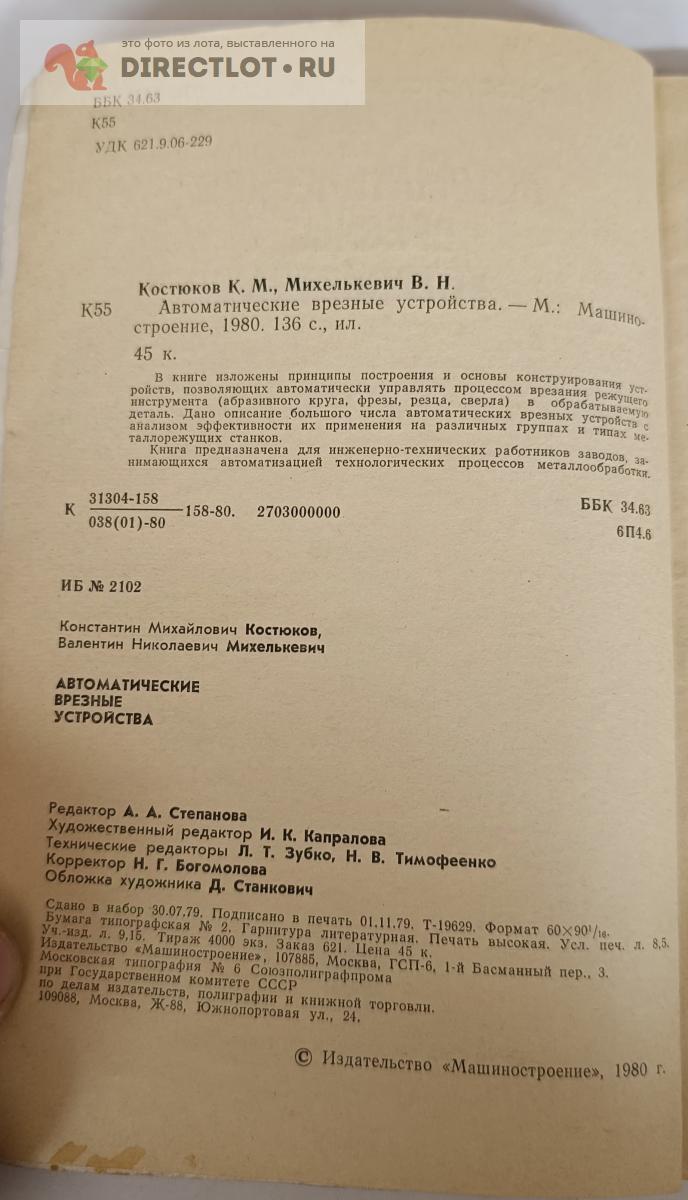 это фото из лота, выставленного на
DIRECTLOT.RU
ББК 34.63
К55
УДК 621.9.06-229
Костюков К. М., Михелькевич В. Н.
К55 Автоматические врезные устройства. — М.: Машино-
строение, 1980. 136 с., ил.
45 к.
В книге изложены принципы построения и основы конструирования уст-
ройств, позволяющих автоматически управлять процессом врезания режущего
инструмента (абразивного круга, фрезы, резца, сверла) в обрабатываемую
деталь. Дано описание большого числа автоматических врезных устройств с
анализом эффективности их применения на различных группах и типах ме-
таллорежущих станков.
Книга предназначена для инженерно-технических работников заводов, за-
нимающихся автоматизацией технологических процессов металлообработки.
31304-158
К 158-80. 2703000000
038(01)-80
ББК 34.63
6П4.6
ИБ № 2102
Константин Михайлович Костюков,
Валентин Николаевич Михелькевич
АВТОМАТИЧЕСКИЕ
ВРЕЗНЫЕ
УСТРОЙСТВА
Редактор А. А. Степанова
Художественный редактор И. К. Капралова
Технические редакторы Л. Т. Зубко, Н. В. Тимофеенко
Корректор Н. Г. Богомолова
Обложка художника Д. Станкович
Сдано в набор 30.07.79. Подписано в печать 01.11.79. Т-19629. Формат 60×90¹/₁₆.
Бумага типографская № 2. Гарнитура литературная. Печать высокая. Усл. печ. л. 8,5.
Уч.-изд. л. 9,15. Тираж 4000 экз. Заказ 621. Цена 45 к.
Издательство «Машиностроение», 107885, Москва, ГСП-6, 1-й Басманный пер., 3.
Московская типография № 6 Союзполиграфпрома
при Государственном комитете СССР
по делам издательств, полиграфии и книжной торговли.
109088, Москва, Ж-88, Южнопортовая ул., 24.
© Издательство «Машиностроение», 1980 г.